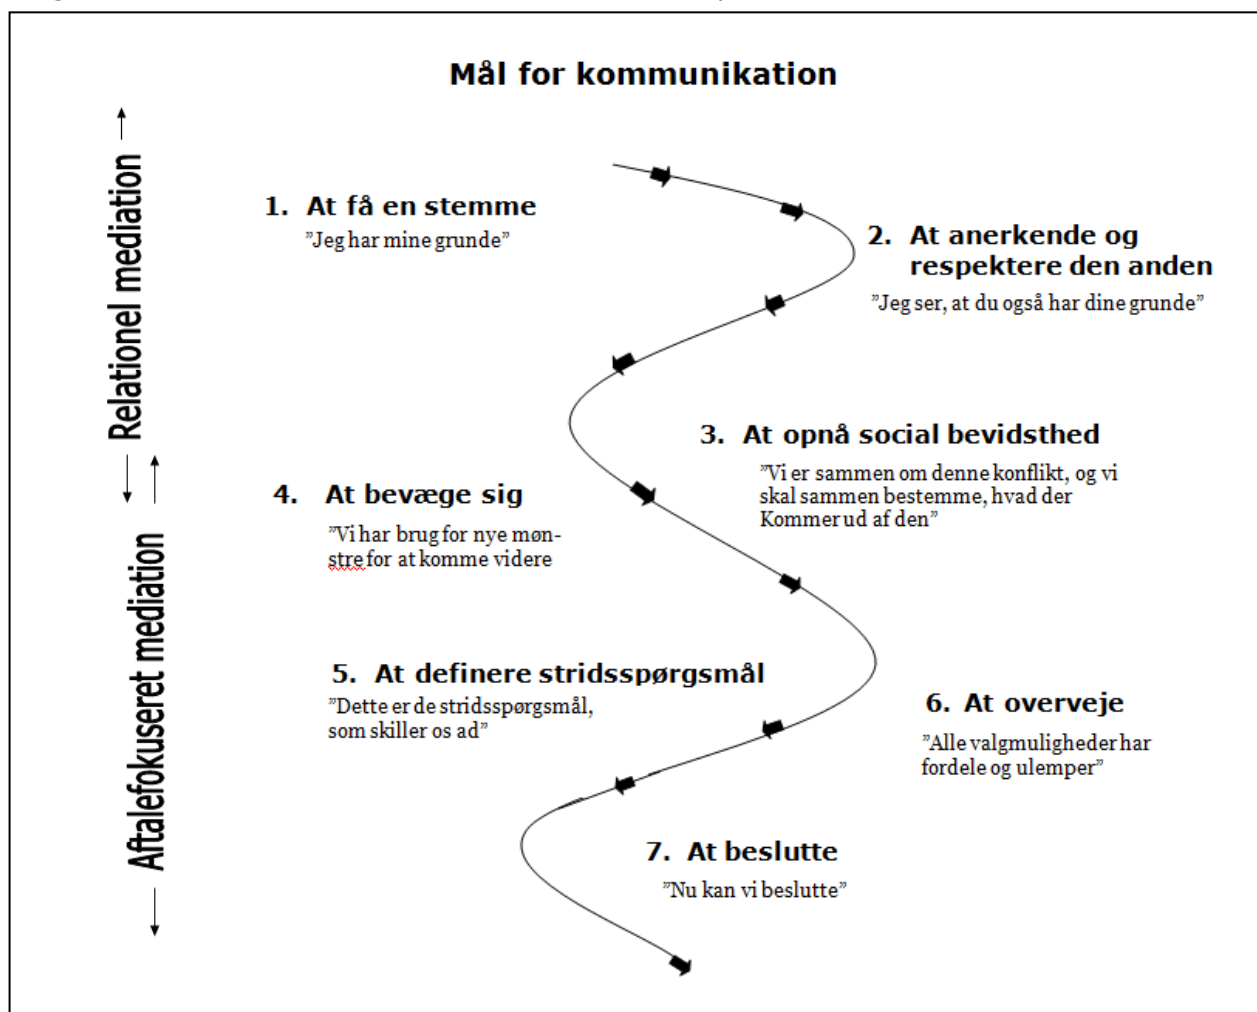 Mål for kommunikation
Relationel mediation
Aftalefokuseret mediation
1. At få en stemme
”Jeg har mine grunde”
2. At anerkende og
respektere den anden
”Jeg ser, at du også har dine grunde”
3. At opnå social bevidsthed
”Vi er sammen om denne konflikt, og vi
skal sammen bestemme, hvad der
Kommer ud af den”
4. At bevæge sig
”Vi har brug for nye møn-
stre for at komme videre
5. At definere stridsspørgsmål
”Dette er de stridsspørgsmål,
som skiller os ad”
6. At overveje
”Alle valgmuligheder har
fordele og ulemper”
7. At beslutte
”Nu kan vi beslutte”